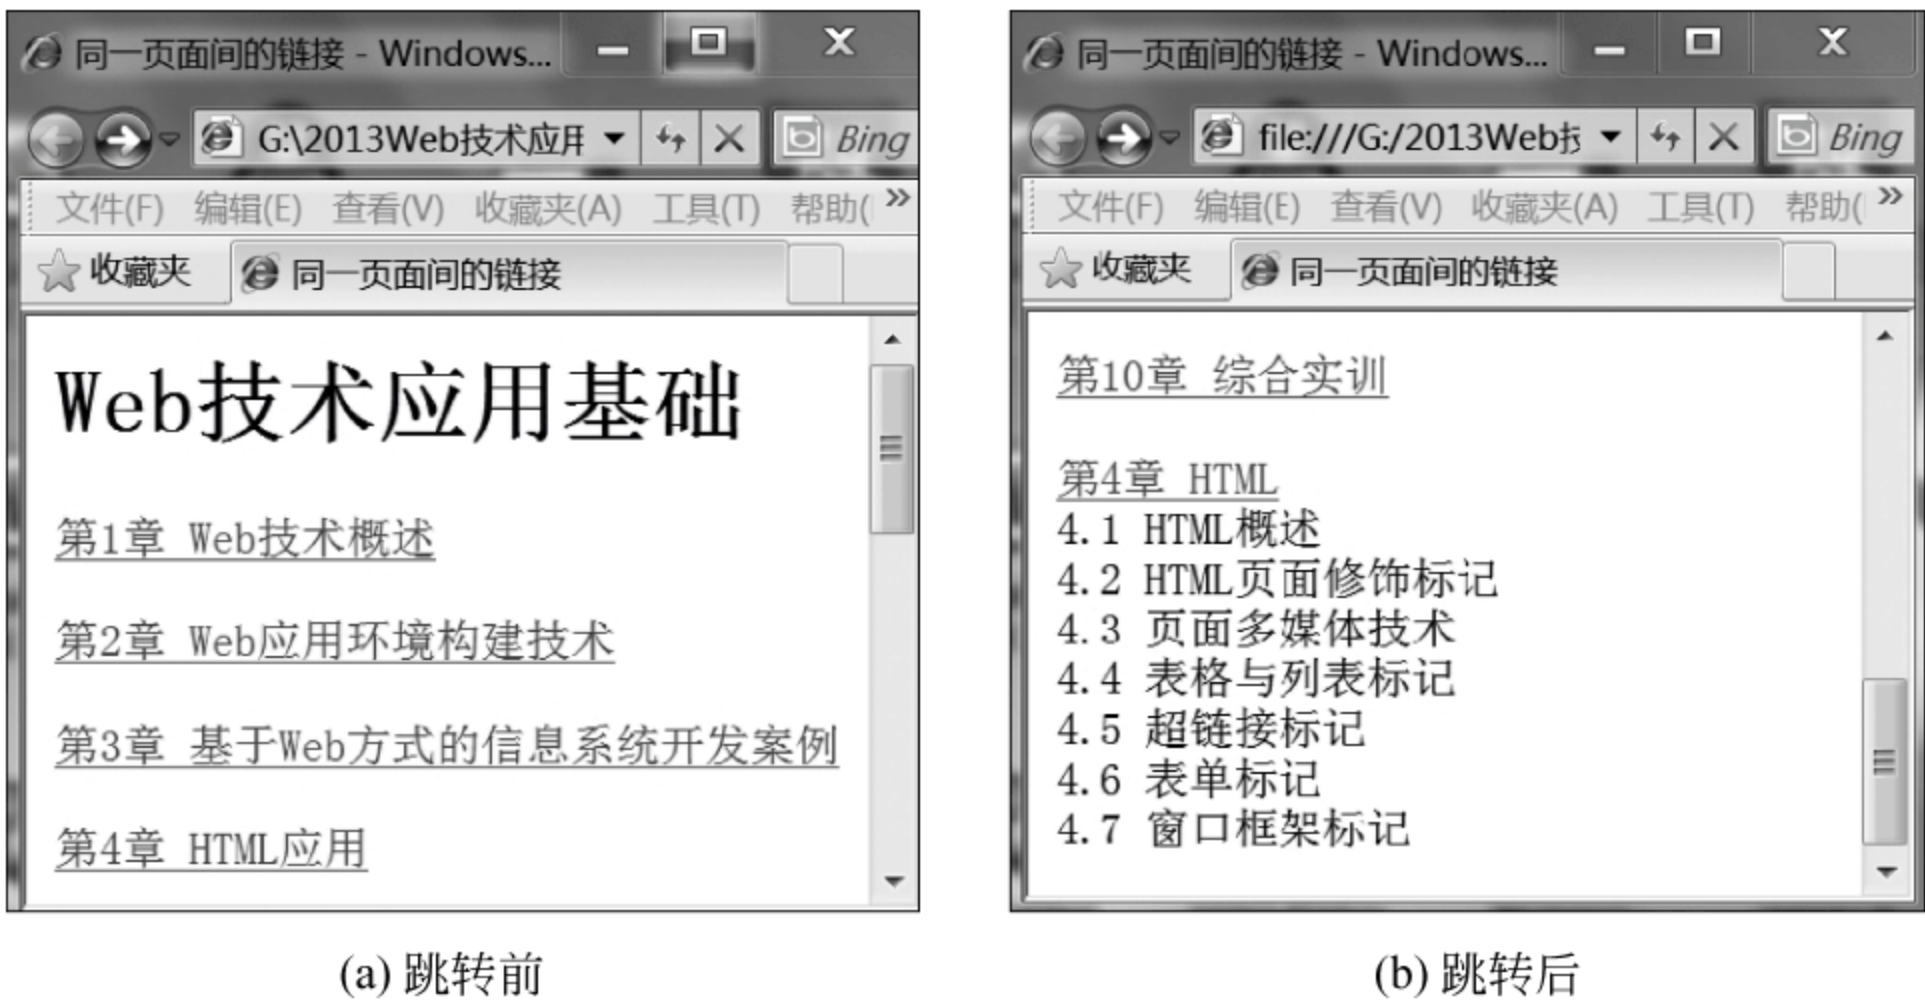 同一页面间的链接 - Windows...
G:\2013Web技术应用
Bing
文件(F) 编辑(E) 查看(V) 收藏夹(A) 工具(T) 帮助(
收藏夹 同一页面间的链接
Web技术应用基础
第1章 Web技术概述
第2章 Web应用环境构建技术
第3章 基于Web方式的信息系统开发案例
第4章 HTML应用
(a) 跳转前
同一页面间的链接 - Windows...
file:///G:/2013Web技
Bing
文件(F) 编辑(E) 查看(V) 收藏夹(A) 工具(T) 帮助(
收藏夹 同一页面间的链接
第10章 综合实训
第4章 HTML
4.1 HTML概述
4.2 HTML页面修饰标记
4.3 页面多媒体技术
4.4 表格与列表标记
4.5 超链接标记
4.6 表单标记
4.7 窗口框架标记
(b) 跳转后